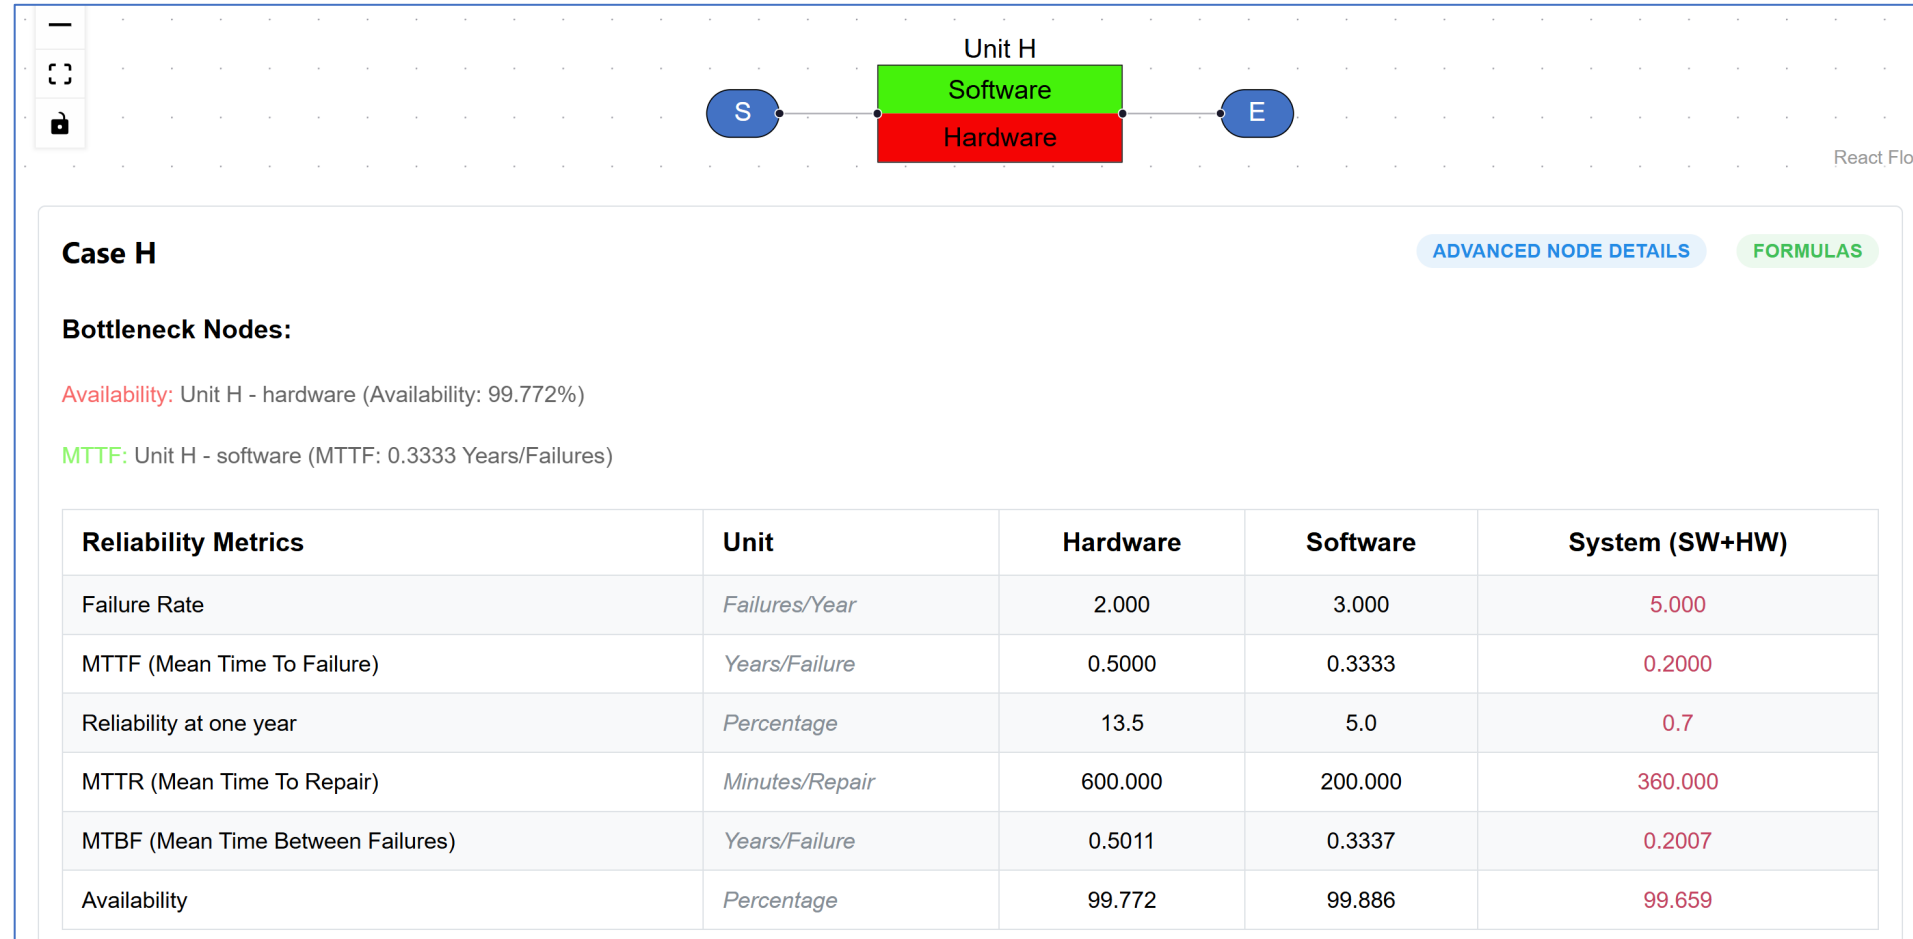 Unit H
Software
S
E
Hardware
React Flo
Case H
ADVANCED NODE DETAILS
FORMULAS
Bottleneck Nodes:
Availability: Unit H - hardware (Availability: 99.772%)
MTTF: Unit H - software (MTTF: 0.3333 Years/Failures)
Reliability Metrics Unit Hardware Software System (SW+HW)
Failure Rate Failures/Year 2.000 3.000 5.000
MTTF (Mean Time To Failure) Years/Failure 0.5000 0.3333 0.2000
Reliability at one year Percentage 13.5 5.0 0.7
MTTR (Mean Time To Repair) Minutes/Repair 600.000 200.000 360.000
MTBF (Mean Time Between Failures) Years/Failure 0.5011 0.3337 0.2007
Availability Percentage 99.772 99.886 99.659